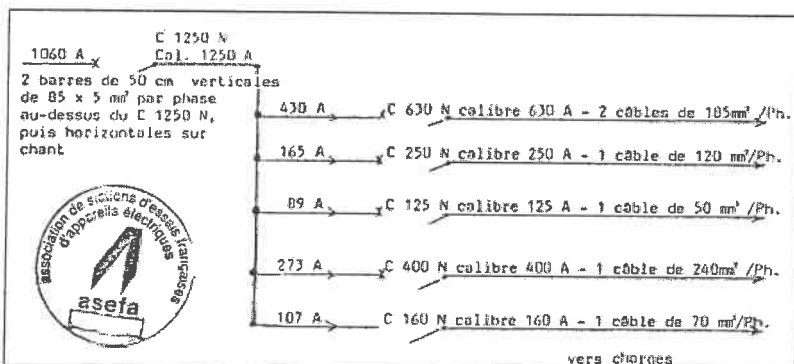 C 1250 N
1060 A
Cal. 1250 A
2 barres de 50 cm verticales
de 85 x 5 mm² par phase
au-dessus du C 1250 N,
puis horizontales sur
chant
430 A
C 630 N calibre 630 A - 2 câbles de 185mm²/Ph.
165 A
C 250 N calibre 250 A - 1 câble de 120 mm²/Ph.
89 A
C 125 N calibre 125 A - 1 câble de 50 mm²/Ph.
273 A
C 400 N calibre 400 A - 1 câble de 240mm²/Ph.
107 A
C 160 N calibre 160 A - 1 câble de 70 mm²/Ph.
vers charges
association de stations d'essais françaises
d'appareils électriques
asefa